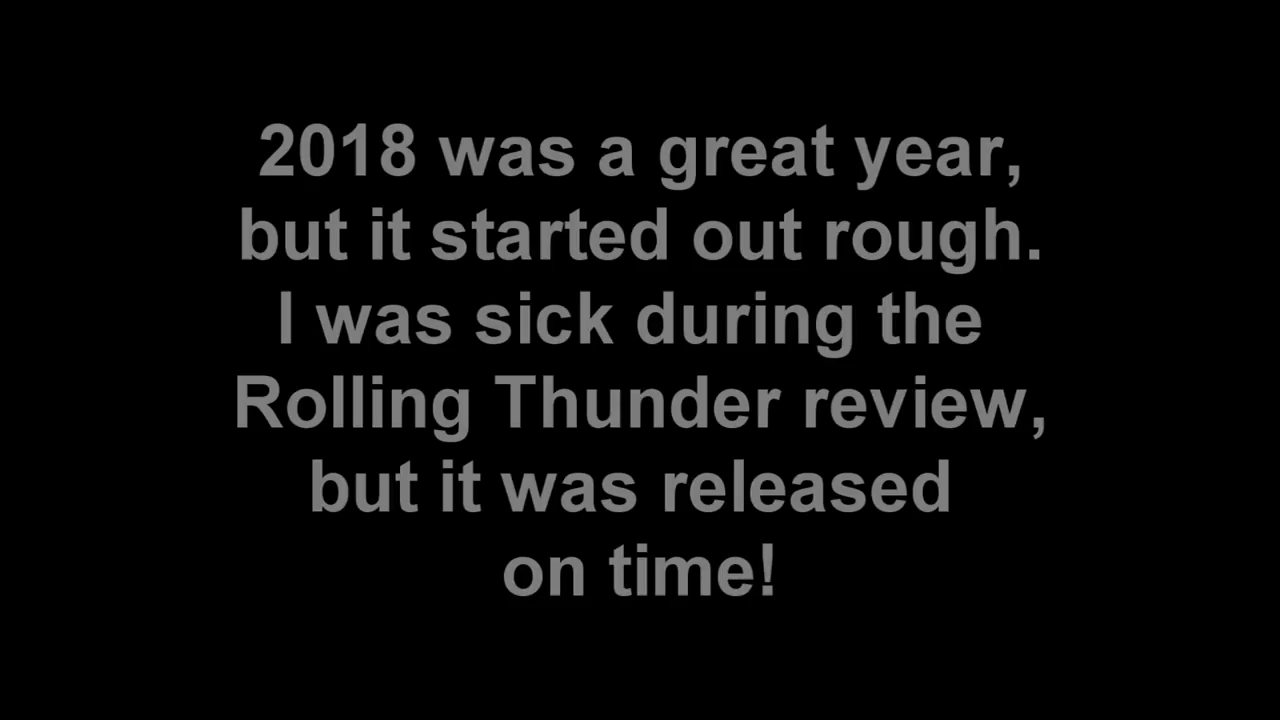 2018 was a great year,
but it started out rough.
I was sick during the
Rolling Thunder review,
but it was released
on time!